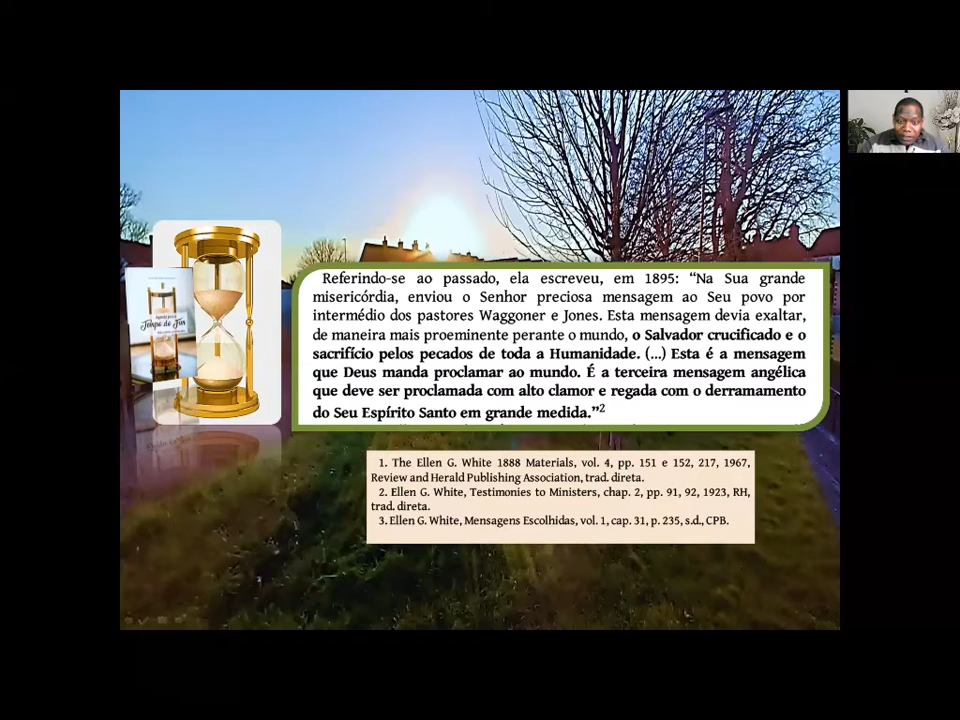 Tempo do Fim
Referindo-se ao passado, ela escreveu, em 1895: “Na Sua grande
misericórdia, enviou o Senhor preciosa mensagem ao Seu povo por
intermédio dos pastores Waggoner e Jones. Esta mensagem devia exaltar,
de maneira mais proeminente perante o mundo, o Salvador crucificado e o
sacrifício pelos pecados de toda a Humanidade. (...) Esta é a mensagem
que Deus manda proclamar ao mundo. É a terceira mensagem angélica
que deve ser proclamada com alto clamor e regada com o derramamento
do Seu Espírito Santo em grande medida.”2
1. The Ellen G. White 1888 Materials, vol. 4, pp. 151 e 152, 217, 1967,
Review and Herald Publishing Association, trad. direta.
2. Ellen G. White, Testimonies to Ministers, chap. 2, pp. 91, 92, 1923, RH,
trad. direta.
3. Ellen G. White, Mensagens Escolhidas, vol. 1, cap. 31, p. 235, s.d., CPB.